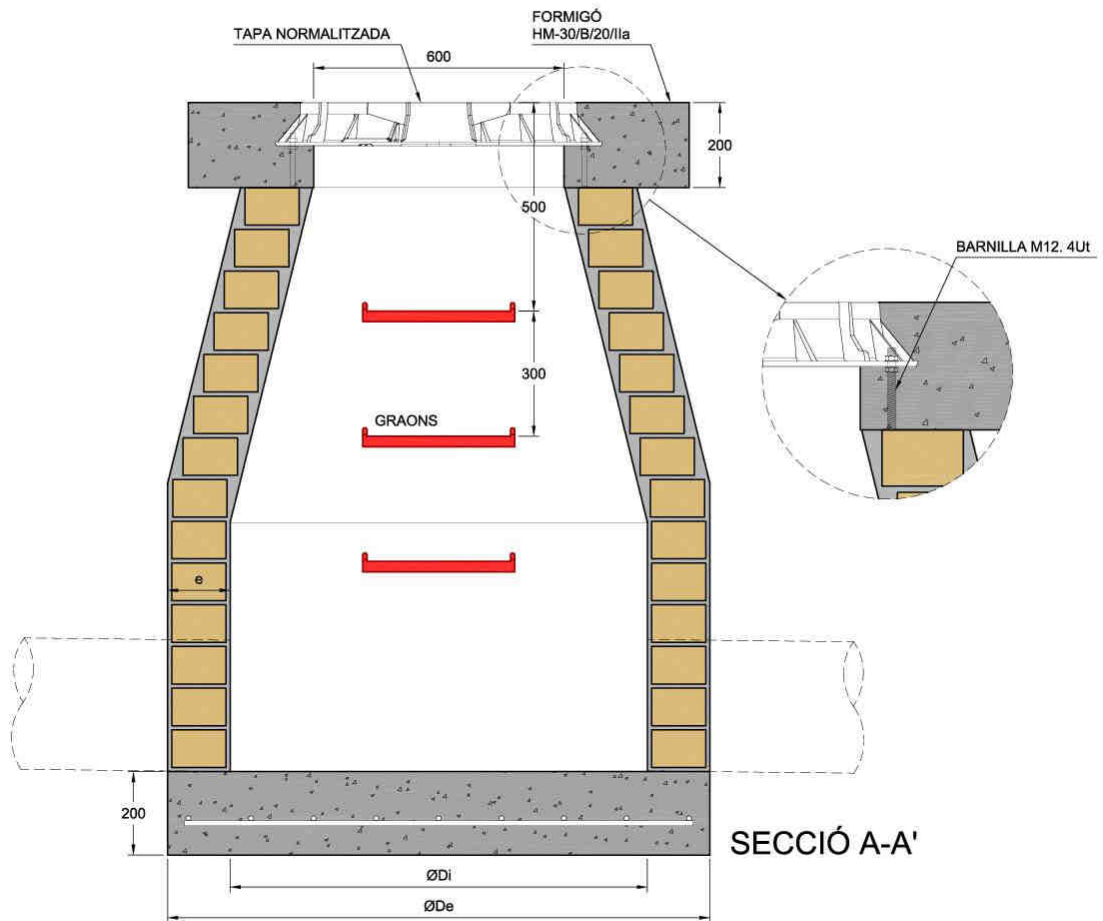 FORMIGÓ
HM-30/B/20/IIa
TAPA NORMALITZADA
600
200
500
BARNILLA M12. 4Ut
300
GRAONS
e
200
SECCIÓ A-A'
ØDi
ØDe